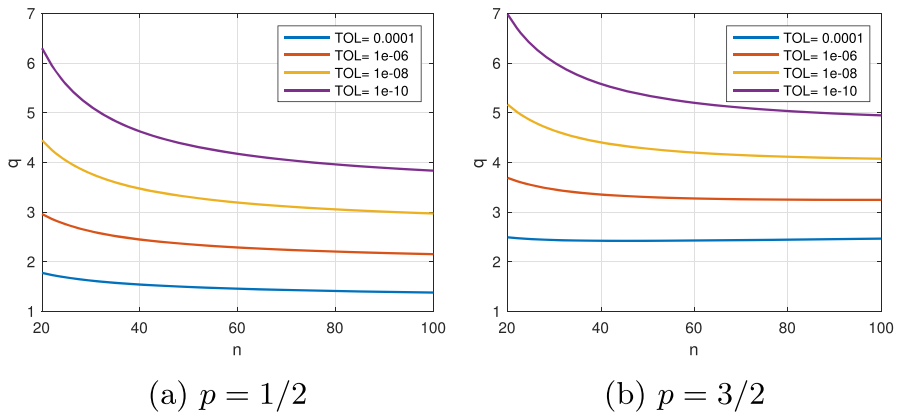 7
6
5
4
3
2
1
q
20 40 60 80 100
n
TOL= 0.0001
TOL= 1e-06
TOL= 1e-08
TOL= 1e-10
(a) p = 1/2
7
6
5
4
3
2
1
q
20 40 60 80 100
n
TOL= 0.0001
TOL= 1e-06
TOL= 1e-08
TOL= 1e-10
(b) p = 3/2